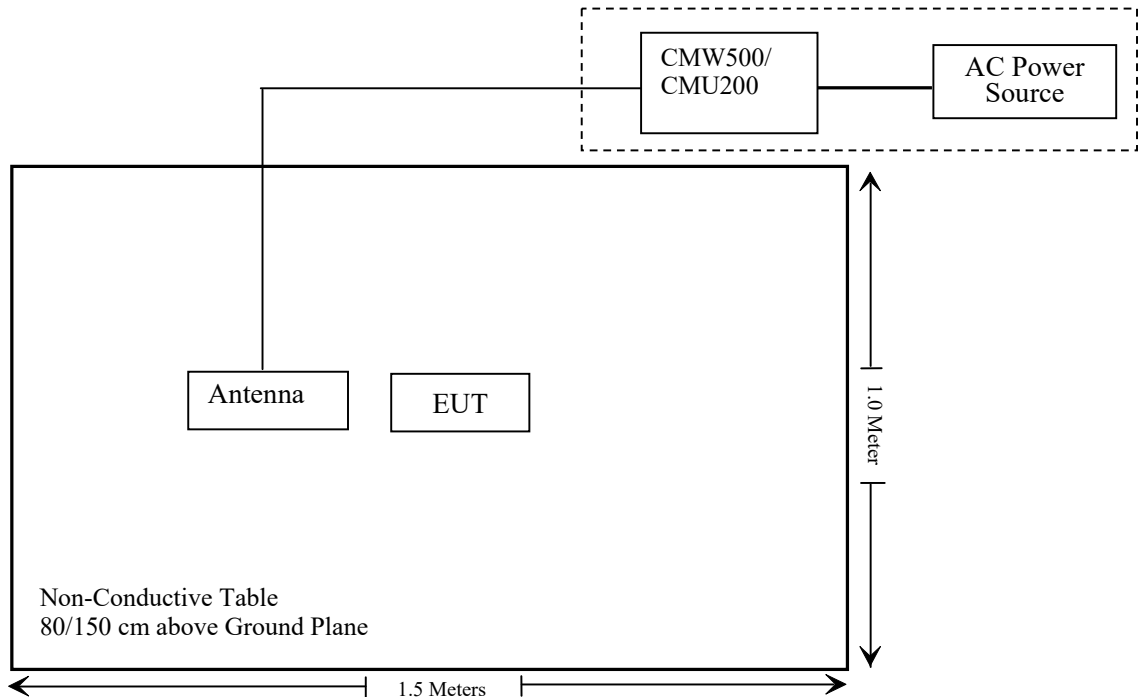 CMW500/
CMU200
AC Power
Source
Antenna
EUT
1.0 Meter
Non-Conductive Table
80/150 cm above Ground Plane
1.5 Meters